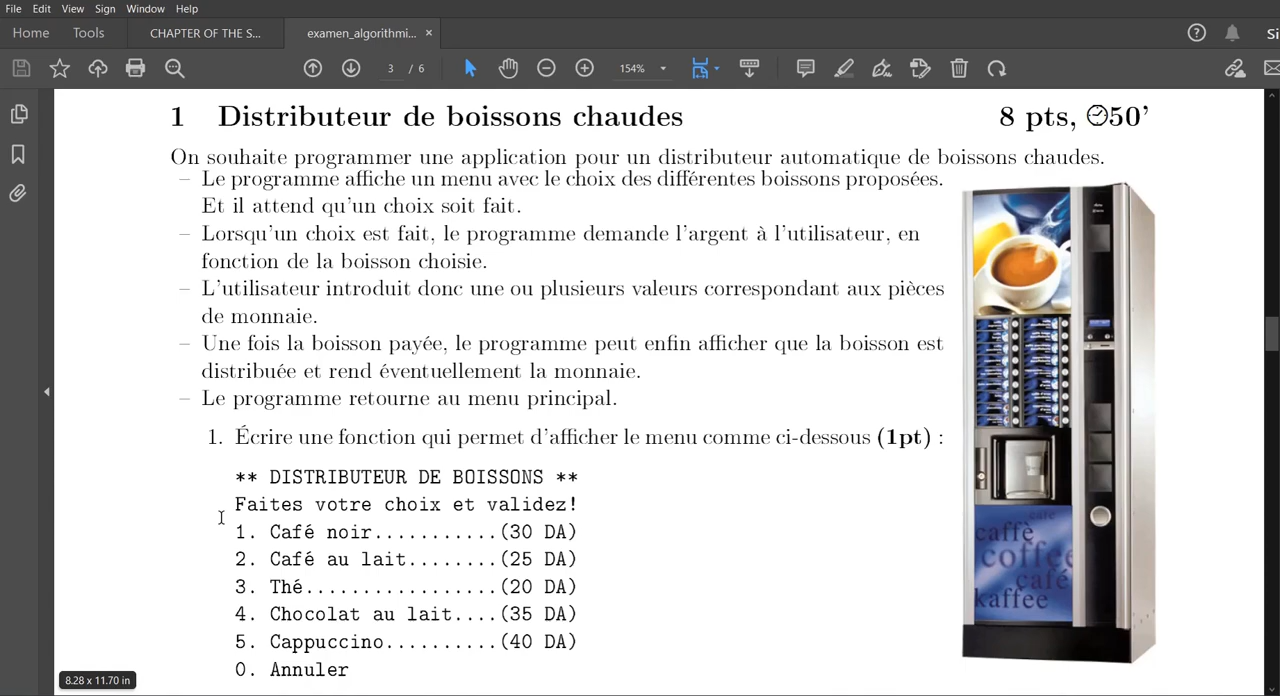 File Edit View Sign Window Help
Home Tools CHAPTER OF THE S... examen_algorithmi... × Si
3 / 6 154%
1 Distributeur de boissons chaudes 8 pts, 50'
On souhaite programmer une application pour un distributeur automatique de boissons chaudes.
– Le programme affiche un menu avec le choix des différentes boissons proposées.
Et il attend qu'un choix soit fait.
– Lorsqu'un choix est fait, le programme demande l'argent à l'utilisateur, en
fonction de la boisson choisie.
– L'utilisateur introduit donc une ou plusieurs valeurs correspondant aux pièces
de monnaie.
– Une fois la boisson payée, le programme peut enfin afficher que la boisson est
distribuée et rend éventuellement la monnaie.
– Le programme retourne au menu principal.
1. Écrire une fonction qui permet d'afficher le menu comme ci-dessous (1pt) :
** DISTRIBUTEUR DE BOISSONS **
Faites votre choix et validez!
1. Café noir...........(30 DA)
2. Café au lait........(25 DA)
3. Thé.................(20 DA)
4. Chocolat au lait....(35 DA)
5. Cappuccino..........(40 DA)
0. Annuler
café
caffè
coffee
café
kaffee
8.28 x 11.70 in